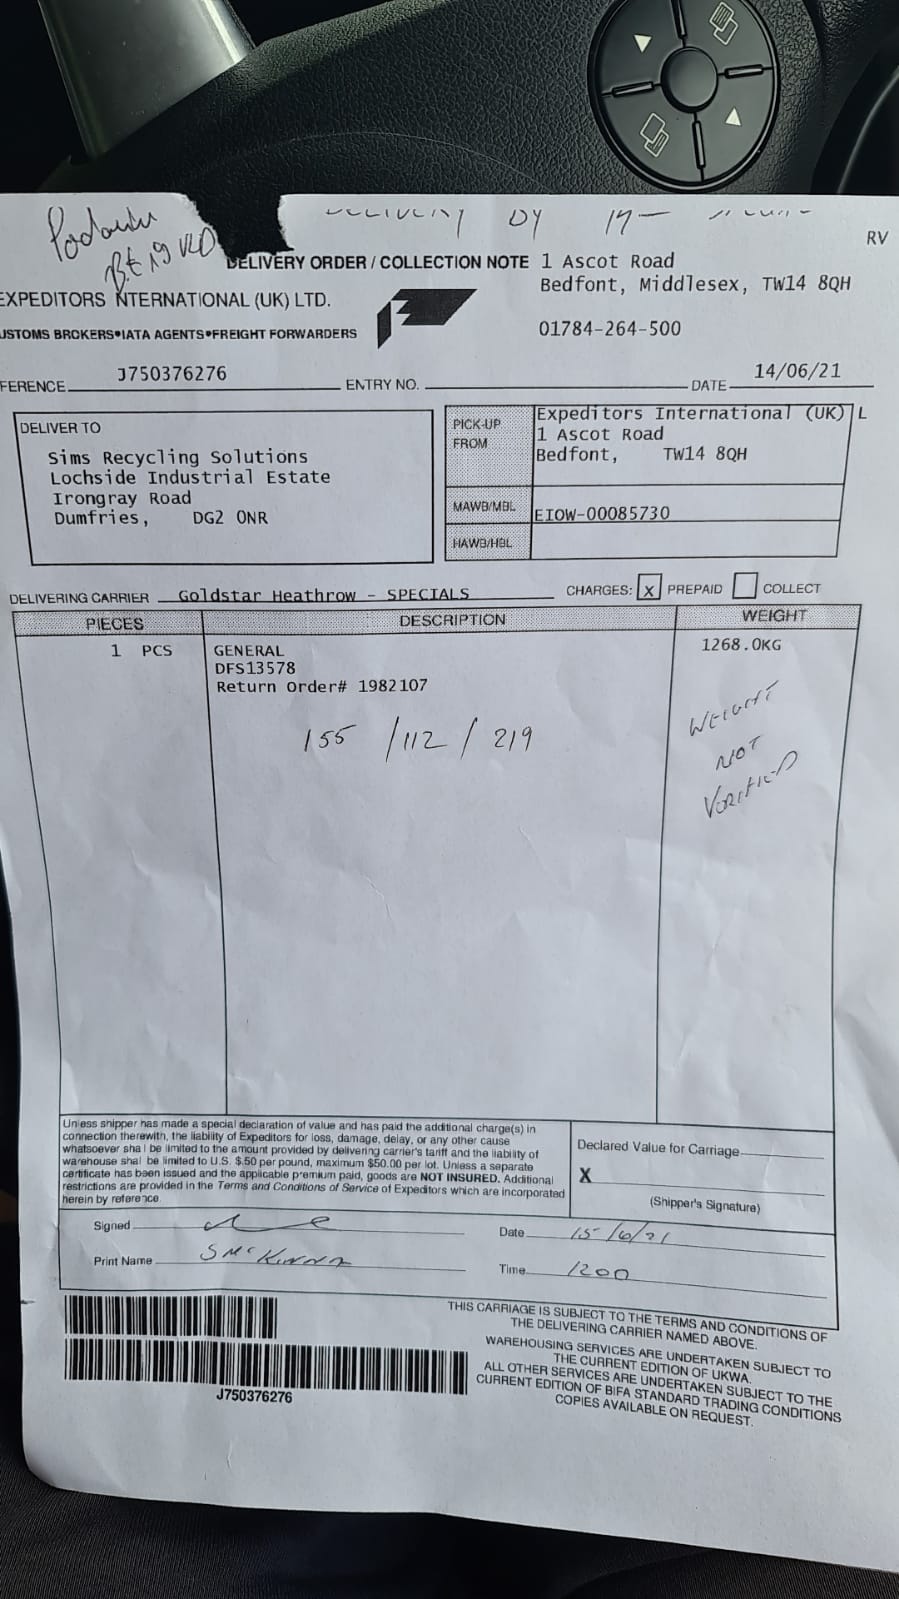 DELIVERY BY 19
BE19 VLD
RV
DELIVERY ORDER / COLLECTION NOTE
1 Ascot Road
Bedfont, Middlesex, TW14 8QH
01784-264-500
EXPEDITORS NTERNATIONAL (UK) LTD.
USTOMS BROKERS•IATA AGENTS•FREIGHT FORWARDERS
FERENCE J750376276 ENTRY NO. DATE 14/06/21
DELIVER TO
Sims Recycling Solutions
Lochside Industrial Estate
Irongray Road
Dumfries, DG2 0NR
PICK-UP FROM
Expeditors International (UK) L
1 Ascot Road
Bedfont, TW14 8QH
MAWB/MBL EIOW-00085730
HAWB/HBL
DELIVERING CARRIER Goldstar Heathrow - SPECIALS CHARGES: X PREPAID COLLECT
PIECES DESCRIPTION WEIGHT
1 PCS GENERAL 1268.0KG
DFS13578
Return Order# 1982107
155 / 112 / 219
WEIGHT
NOT
VERIFIED
Unless shipper has made a special declaration of value and has paid the additional charge(s) in
connection therewith, the liability of Expeditors for loss, damage, delay, or any other cause
whatsoever shal be limited to the amount provided by delivering carrier's tariff and the liability of
warehouse shal be limited to U.S. $.50 per pound, maximum $50.00 per lot. Unless a separate
certificate has been issued and the applicable premium paid, goods are NOT INSURED. Additional
restrictions are provided in the Terms and Conditions of Service of Expeditors which are incorporated
herein by reference.
Declared Value for Carriage
X
(Shipper's Signature)
Signed Date 15/6/21
Print Name S McKinna Time 1200
J750376276
THIS CARRIAGE IS SUBJECT TO THE TERMS AND CONDITIONS OF
THE DELIVERING CARRIER NAMED ABOVE.
WAREHOUSING SERVICES ARE UNDERTAKEN SUBJECT TO
THE CURRENT EDITION OF UKWA.
ALL OTHER SERVICES ARE UNDERTAKEN SUBJECT TO THE
CURRENT EDITION OF BIFA STANDARD TRADING CONDITIONS
COPIES AVAILABLE ON REQUEST.